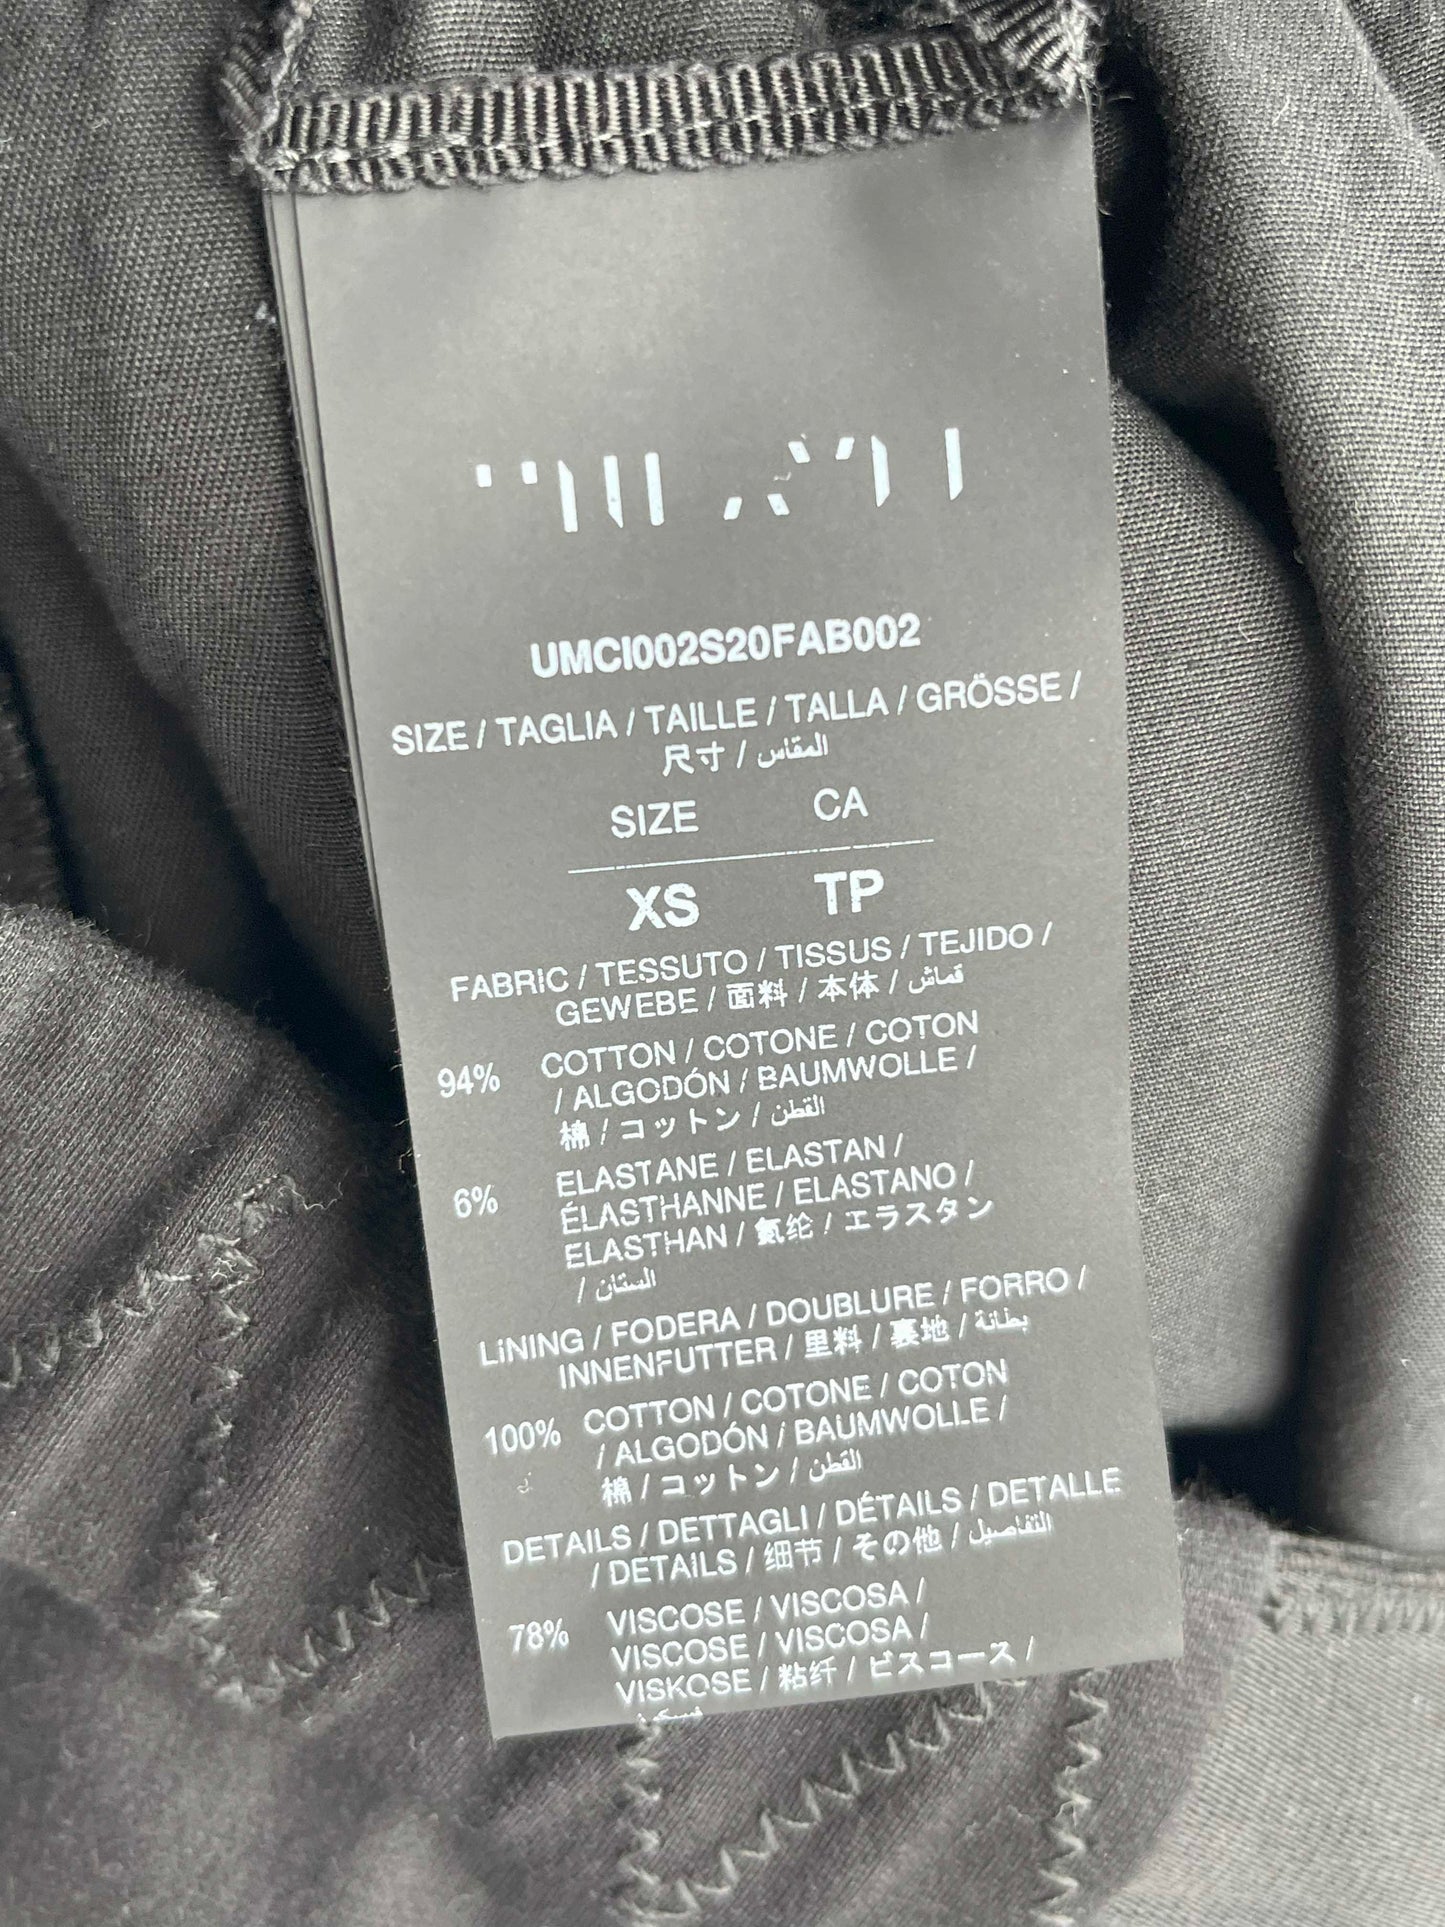 UMCI002S20FAB002
SIZE / TAGLIA / TAILLE / TALLA / GRÖSSE /
尺寸 / المقاس
SIZE CA
XS TP
FABRIC / TESSUTO / TISSUS / TEJIDO /
GEWEBE / 面料 / 本体 / قماش
94% COTTON / COTONE / COTON
/ ALGODÓN / BAUMWOLLE /
棉 / コットン / القطن
6% ELASTANE / ELASTAN /
ÉLASTHANNE / ELASTANO /
ELASTHAN / 氨纶 / エラスタン
/ الستان
LINING / FODERA / DOUBLURE / FORRO /
INNENFUTTER / 里料 / 裏地 / بطانة
100% COTTON / COTONE / COTON
/ ALGODÓN / BAUMWOLLE /
棉 / コットン / القطن
DETAILS / DETTAGLI / DÉTAILS / DETALLE
/ DETAILS / 细节 / その他 / التفاصيل
78% VISCOSE / VISCOSA /
VISCOSE / VISCOSA /
VISKOSE / 粘纤 / ビスコース /